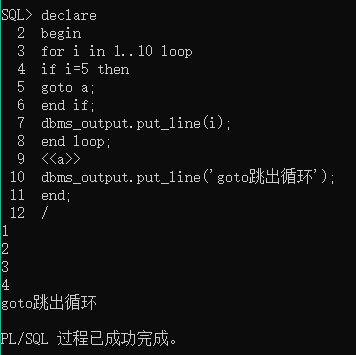 SQL> declare
2 begin
3 for i in 1..10 loop
4 if i=5 then
5 goto a;
6 end if;
7 dbms_output.put_line(i);
8 end loop;
9 <<a>>
10 dbms_output.put_line('goto跳出循环');
11 end;
12 /
1
2
3
4
goto跳出循环
PL/SQL 过程已成功完成。